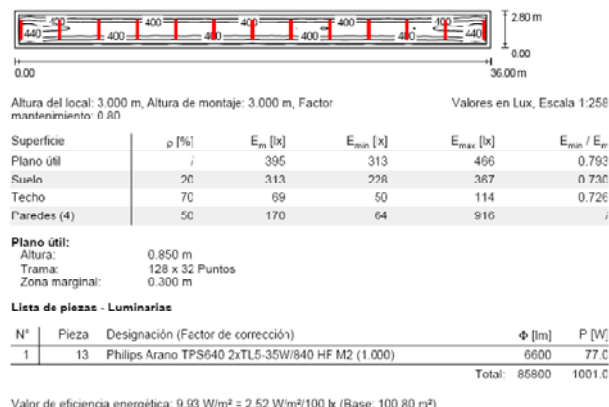 400 400 400 400
440 400 400 400 440
2.80 m
0.00
0.00 36.00 m
Altura del local: 3.000 m, Altura de montaje: 3.000 m, Factor mantenimiento: 0.80
Valores en Lux, Escala 1:258
Superficie ρ [%] Em [lx] Emin [lx] Emax [lx] Emin / Em
Plano útil / 395 313 466 0.793
Suelo 20 313 228 367 0.730
Techo 70 69 50 114 0.726
Paredes (4) 50 170 64 916 /
Plano útil:
Altura: 0.850 m
Trama: 128 x 32 Puntos
Zona marginal: 0.300 m
Lista de piezas - Luminarias
N° Pieza Designación (Factor de corrección) Φ [lm] P [W]
1 13 Philips Arano TPS640 2xTL5-35W/840 HF M2 (1.000) 6600 77.0
Total: 85800 1001.0
Valor de eficiencia energética: 9.93 W/m² = 2.52 W/m²/100 lx (Base: 100.80 m²)